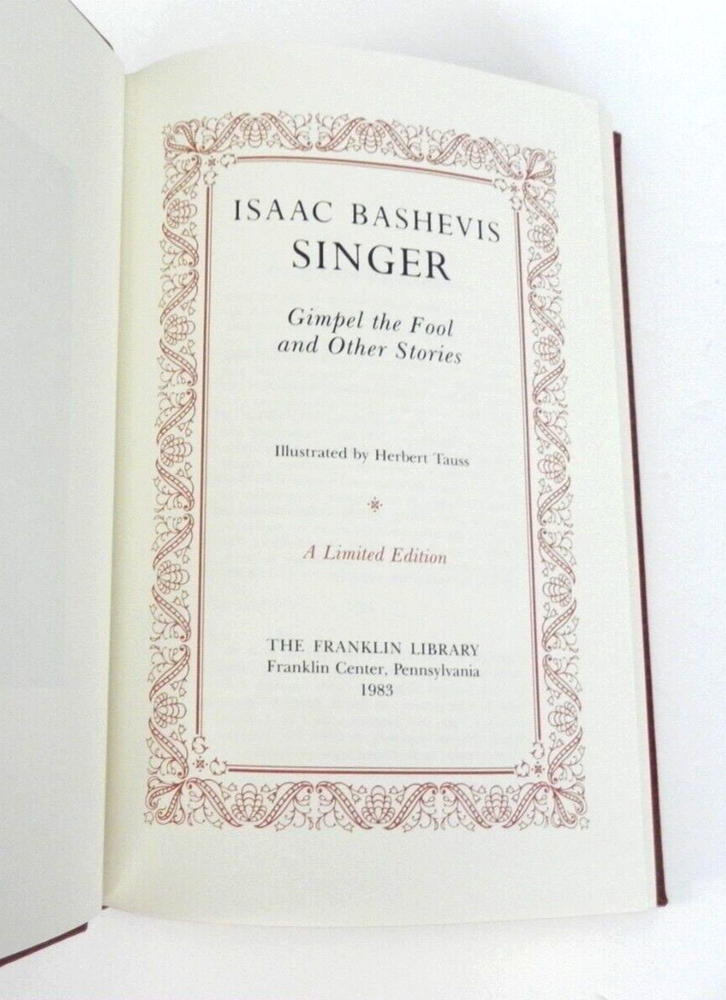 ISAAC BASHEVIS
SINGER
Gimpel the Fool
and Other Stories
Illustrated by Herbert Tauss
A Limited Edition
THE FRANKLIN LIBRARY
Franklin Center, Pennsylvania
1983